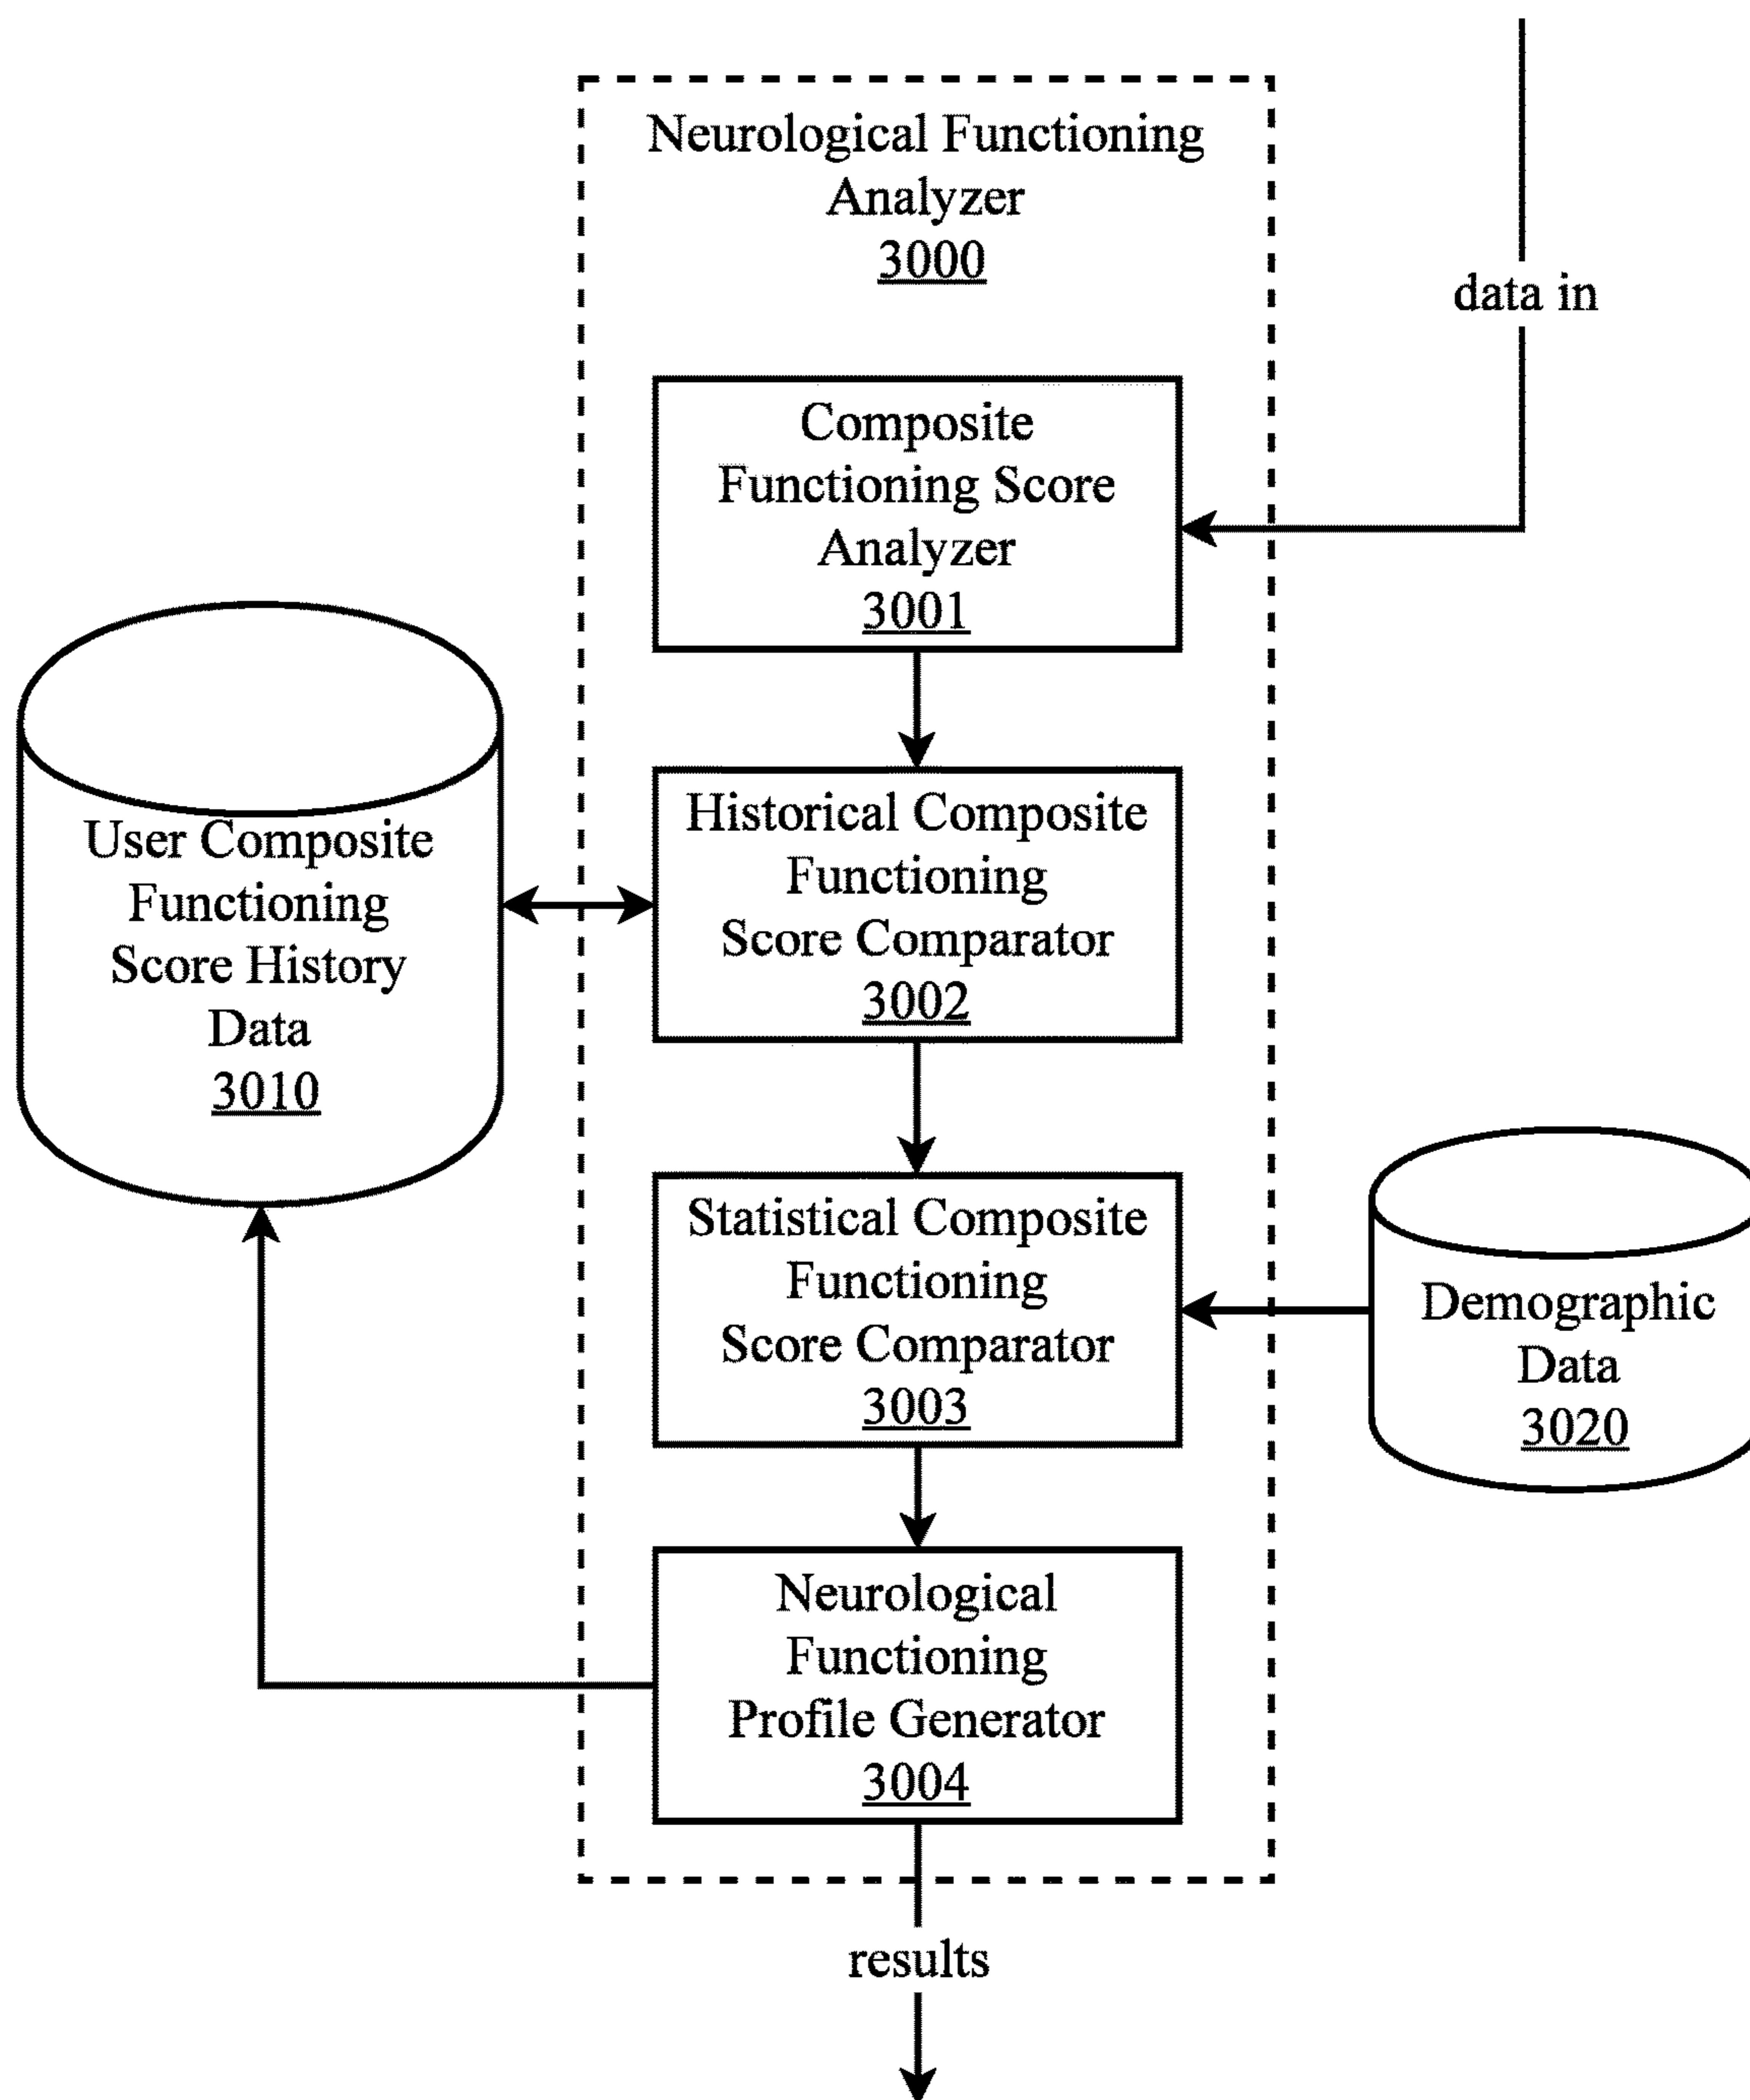 Neurological Functioning
Analyzer
3000
data in
Composite
Functioning Score
Analyzer
3001
User Composite
Functioning
Score History
Data
3010
Historical Composite
Functioning
Score Comparator
3002
Statistical Composite
Functioning
Score Comparator
3003
Demographic
Data
3020
Neurological
Functioning
Profile Generator
3004
results